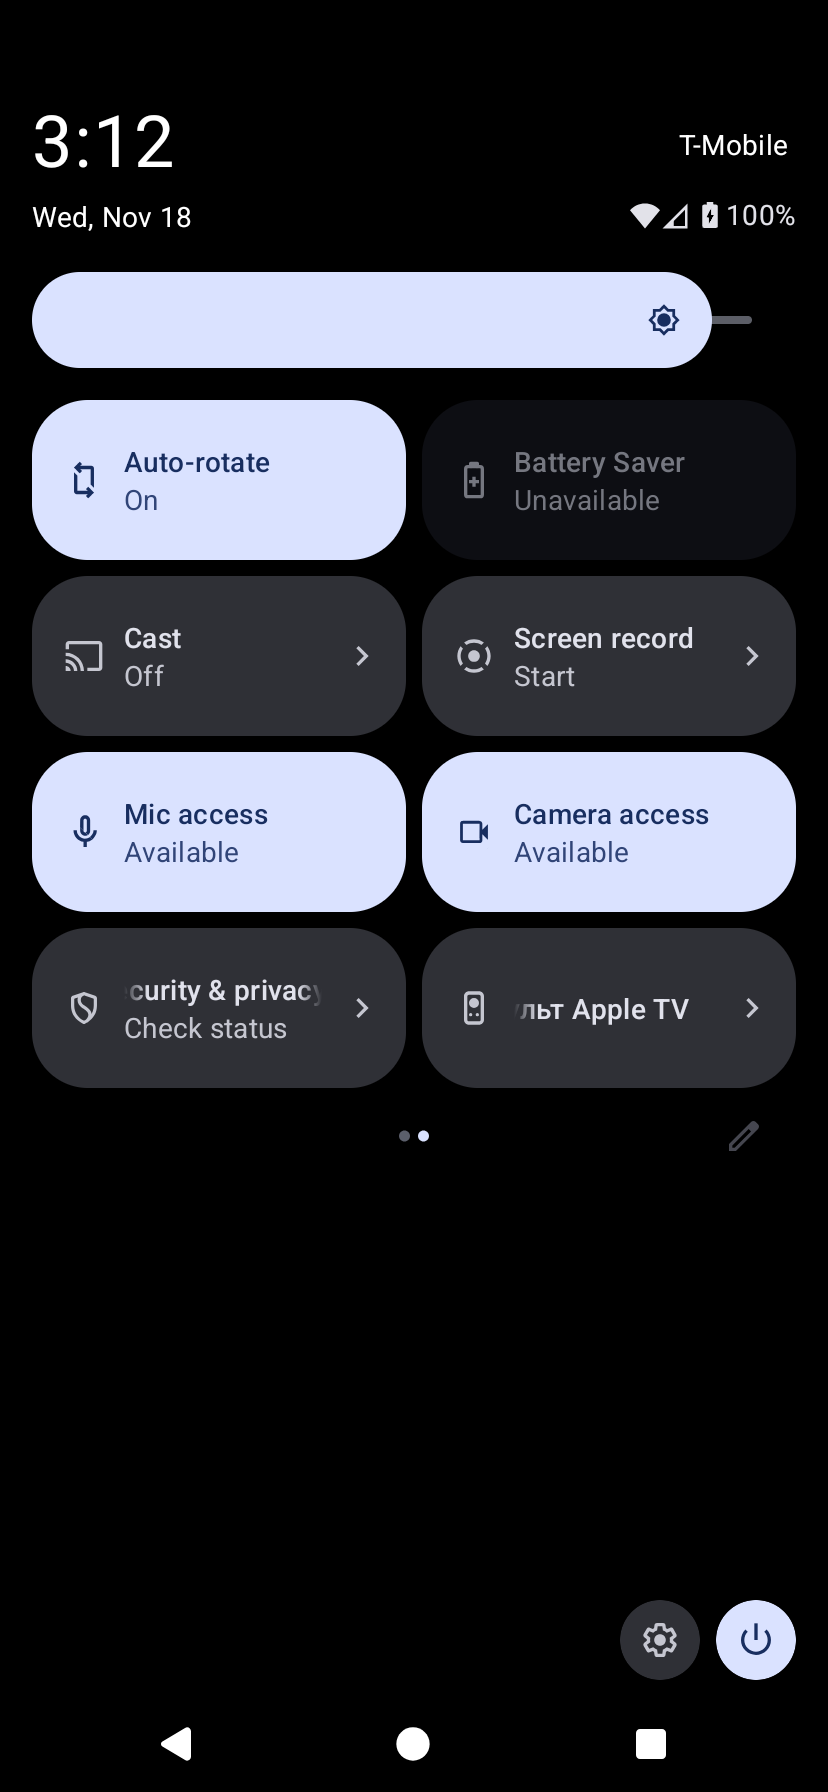 3:12
T-Mobile
Wed, Nov 18
100%
Auto-rotate
On
Battery Saver
Unavailable
Cast
Off
Screen record
Start
Mic access
Available
Camera access
Available
curity & privacy
Check status
льт Apple TV